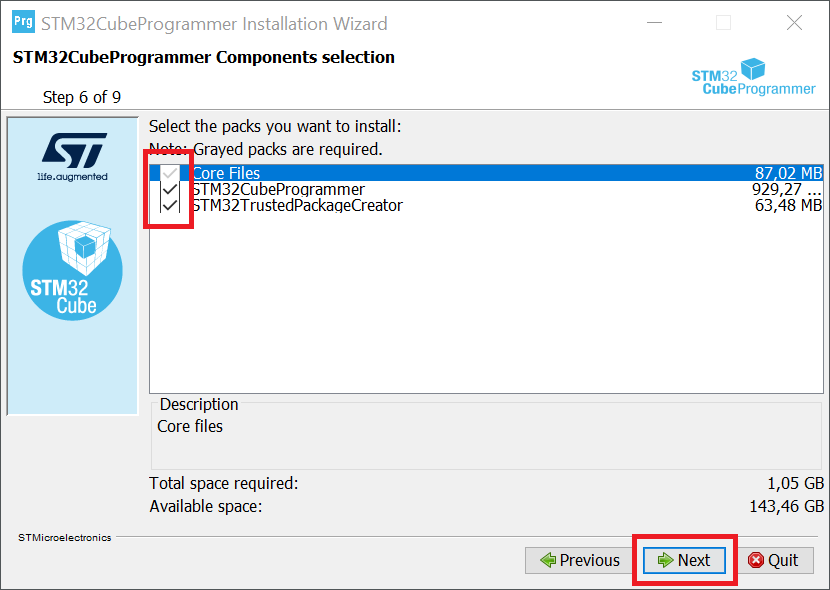 Prg STM32CubeProgrammer Installation Wizard
STM32CubeProgrammer Components selection
Step 6 of 9
STM32
CubeProgrammer
life.augmented
STM32
Cube
Select the packs you want to install:
Note: Grayed packs are required.
Core Files 87,02 MB
STM32CubeProgrammer 929,27 ...
STM32TrustedPackageCreator 63,48 MB
Description
Core files
Total space required: 1,05 GB
Available space: 143,46 GB
STMicroelectronics
Previous Next Quit